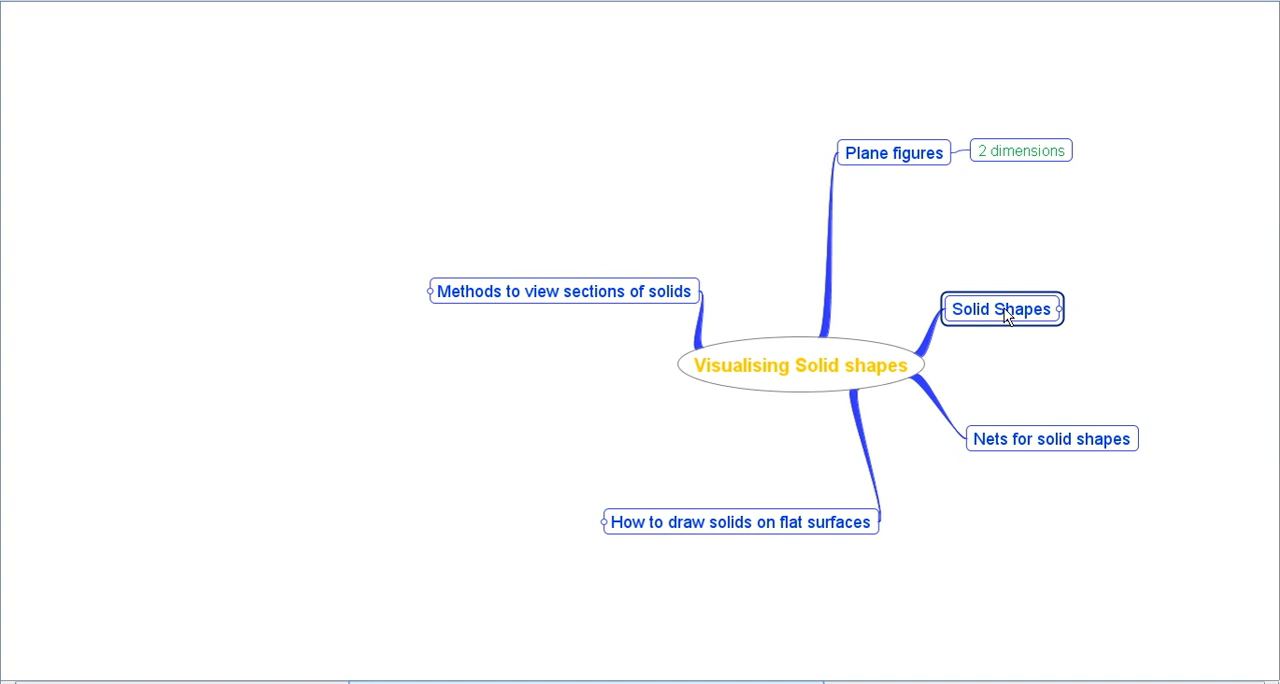 Plane figures
2 dimensions
Methods to view sections of solids
Solid Shapes
Visualising Solid shapes
Nets for solid shapes
How to draw solids on flat surfaces